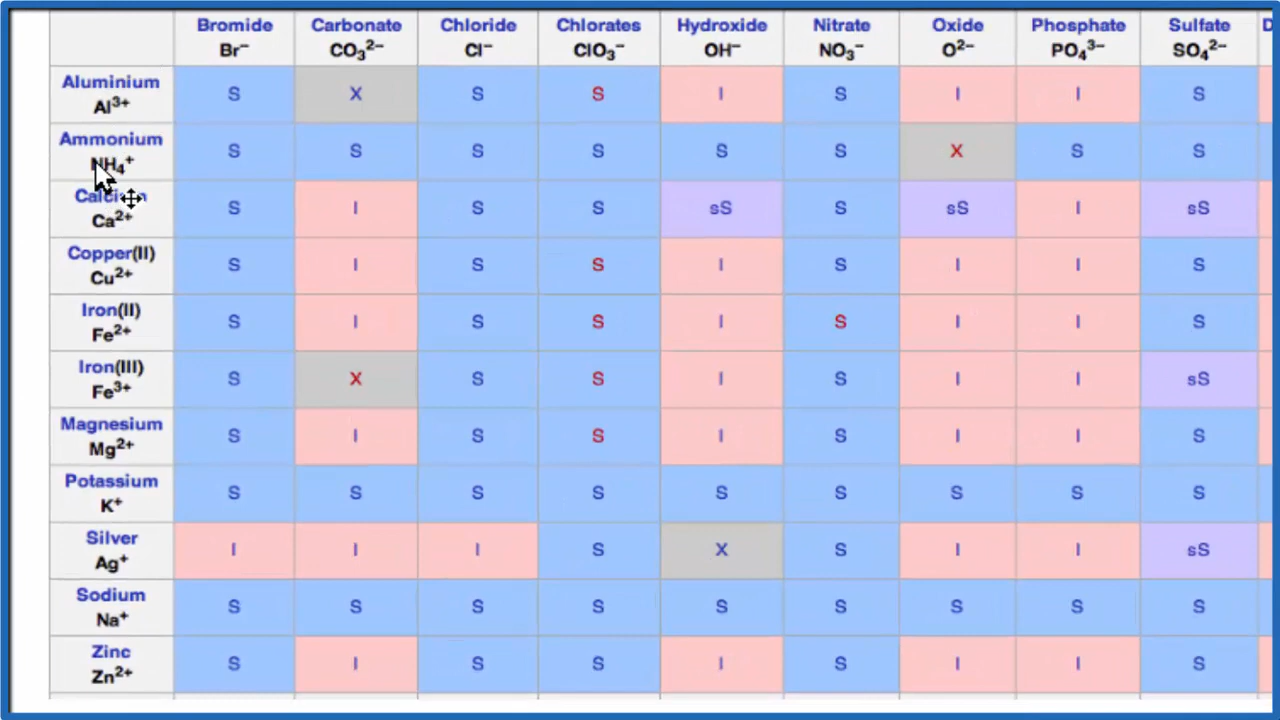 Bromide Carbonate Chloride Chlorates Hydroxide Nitrate Oxide Phosphate Sulfate D
Br⁻ CO₃²⁻ Cl⁻ ClO₃⁻ OH⁻ NO₃⁻ O²⁻ PO₄³⁻ SO₄²⁻
Aluminium
Al³⁺
S X S S I S I I S
Ammonium
NH₄⁺
S S S S S S X S S
Calcium
Ca²⁺
S I S S sS S sS I sS
Copper(II)
Cu²⁺
S I S S I S I I S
Iron(II)
Fe²⁺
S I S S I S I I S
Iron(III)
Fe³⁺
S X S S I S I I sS
Magnesium
Mg²⁺
S I S S I S I I S
Potassium
K⁺
S S S S S S S S S
Silver
Ag⁺
I I I S X S I I sS
Sodium
Na⁺
S S S S S S S S S
Zinc
Zn²⁺
S I S S I S I I S